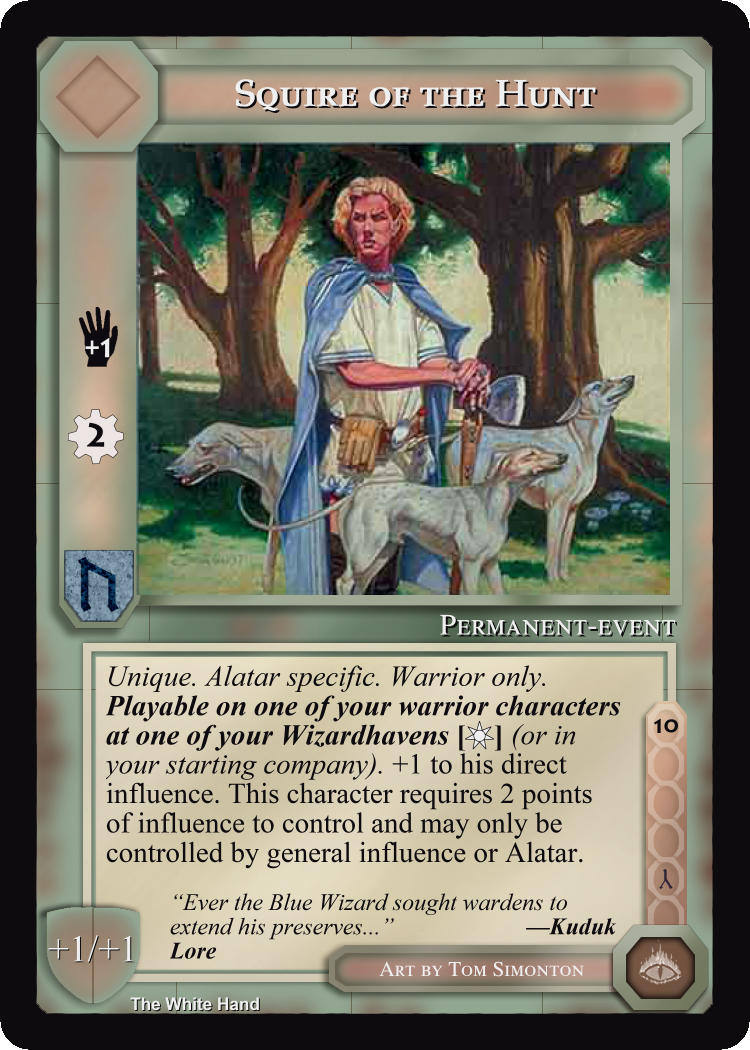 Squire of the Hunt
+1
2
Permanent-event
Unique. Alatar specific. Warrior only.
Playable on one of your warrior characters
at one of your Wizardhavens [] (or in
your starting company). +1 to his direct
influence. This character requires 2 points
of influence to control and may only be
controlled by general influence or Alatar.
10
“Ever the Blue Wizard sought wardens to
extend his preserves...” —Kuduk
Lore
+1/+1
Art by Tom Simonton
The White Hand